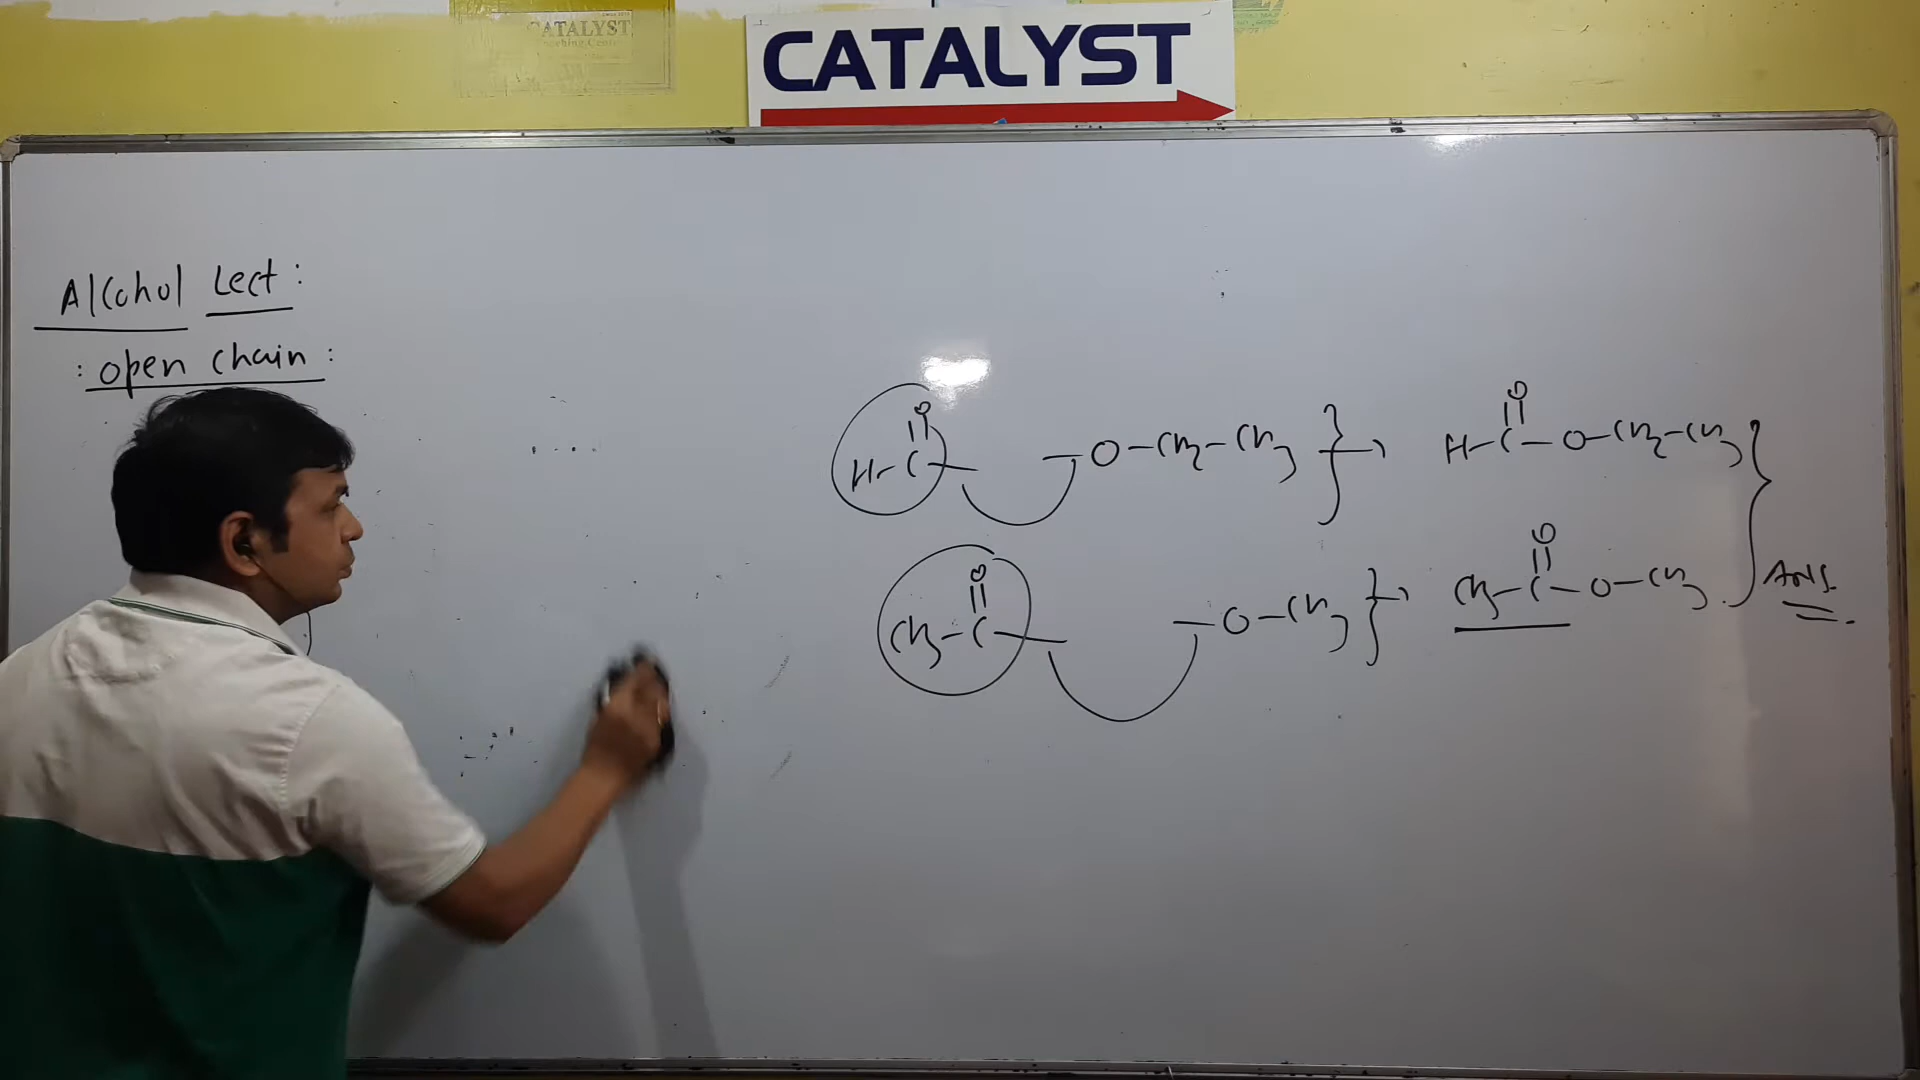 CATALYST
CATALYST
Alcohol Lect:
: open chain :
O
H-C- -O-CH2-CH3 } →
O
H-C-O-CH2-CH3
O
CH3-C- -O-CH3 } →
O
CH3-C-O-CH3.
Ans.